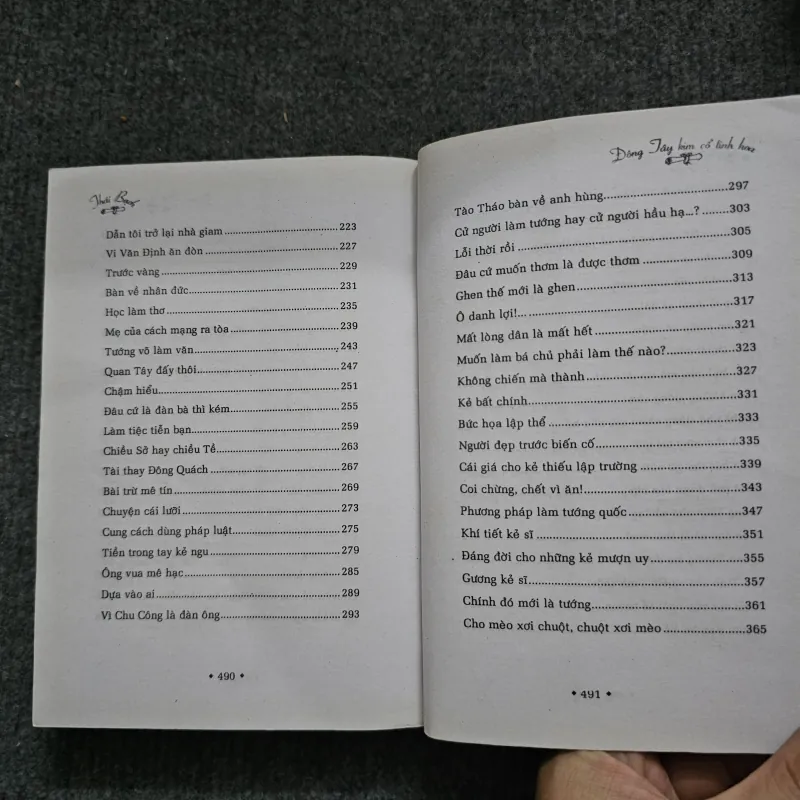 Thái Bạch
Dẫn tôi trở lại nhà giam ........ 223
Vi Văn Định ăn đòn ........ 227
Trước vàng ........ 229
Bàn về nhân đức ........ 231
Học làm thơ ........ 235
Mẹ của cách mạng ra tòa ........ 239
Tướng võ làm văn ........ 243
Quan Tây đấy thôi ........ 247
Chậm hiểu ........ 251
Đâu cứ là đàn bà thì kém ........ 255
Làm tiệc tiễn bạn ........ 259
Chiều Sở hay chiều Tề ........ 263
Tài thay Đông Quách ........ 267
Bài trừ mê tín ........ 269
Chuyện cái lưỡi ........ 273
Cung cách dùng pháp luật ........ 275
Tiền trong tay kẻ ngu ........ 279
Ông vua mê hạc ........ 285
Dựa vào ai ........ 289
Vì Chu Công là đàn ông ........ 293
• 490 •
Đông Tây kim cổ tinh hoa
Tào Tháo bàn về anh hùng ........ 297
Cử người làm tướng hay cử người hầu hạ...? ........ 303
Lỗi thời rồi ........ 305
Đâu cứ muốn thơm là được thơm ........ 309
Ghen thế mới là ghen ........ 313
Ô danh lợi!... ........ 317
Mất lòng dân là mất hết ........ 321
Muốn làm bá chủ phải làm thế nào? ........ 323
Không chiến mà thành ........ 327
Kẻ bất chính ........ 331
Bức họa lập thể ........ 333
Người đẹp trước biến cố ........ 335
Cái giá cho kẻ thiếu lập trường ........ 339
Coi chừng, chết vì ăn! ........ 343
Phương pháp làm tướng quốc ........ 347
Khí tiết kẻ sĩ ........ 351
Đáng đời cho những kẻ mượn uy ........ 355
Gương kẻ sĩ ........ 357
Chính đó mới là tướng ........ 361
Cho mèo xơi chuột, chuột xơi mèo ........ 365
• 491 •